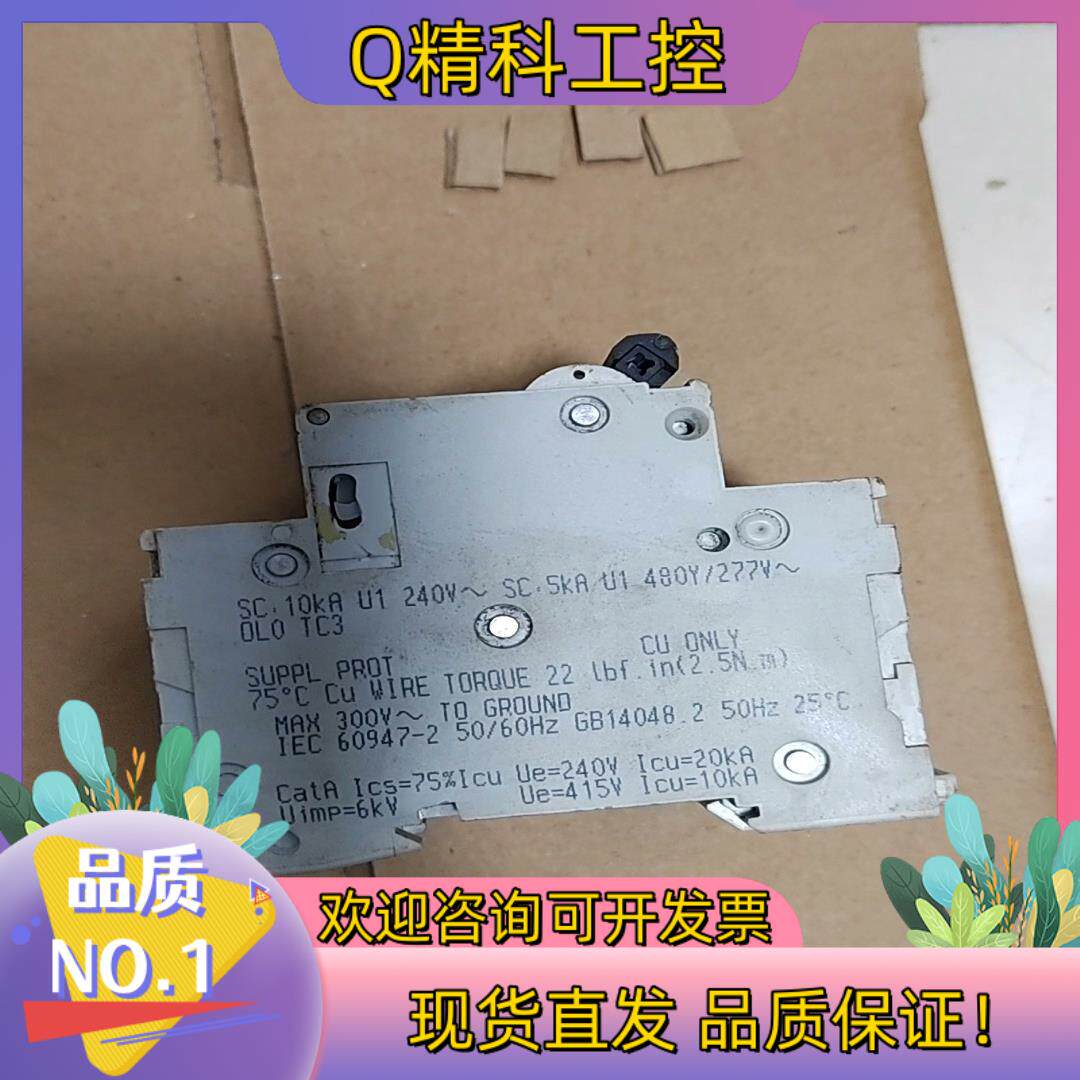 Q精科工控
SC.10kA U1 240V~ SC.5kA U1 480Y/277V~
OLO TC3
CU ONLY
SUPPL PROT
75°C Cu WIRE TORQUE 22 lbf.in(2.5N.m)
MAX 300V~ TO GROUND
IEC 60947-2 50/60Hz GB14048.2 50Hz 25°C
CatA Ics=75%Icu Ue=240V Icu=20kA
Uimp=6kV Ue=415V Icu=10kA
品质
NO.1
欢迎咨询可开发票
现货直发 品质保证!